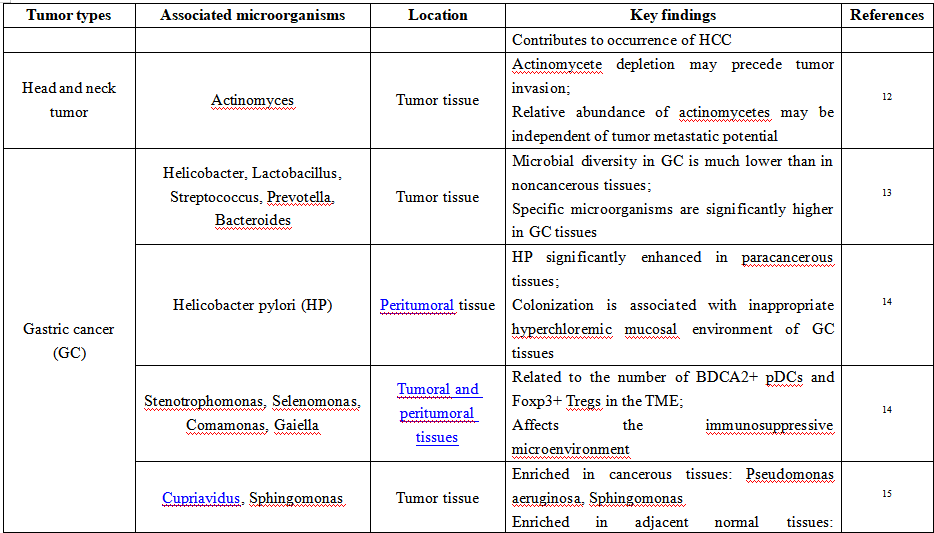 Tumor types Associated microorganisms Location Key findings References
Contributes to occurrence of HCC
Head and neck
tumor
Actinomyces
Tumor tissue
Actinomycete depletion may precede tumor
invasion;
Relative abundance of actinomycetes may be
independent of tumor metastatic potential
12
Gastric cancer
(GC)
Helicobacter, Lactobacillus,
Streptococcus, Prevotella,
Bacteroides
Tumor tissue
Microbial diversity in GC is much lower than in
noncancerous tissues;
Specific microorganisms are significantly higher
in GC tissues
13
Helicobacter pylori (HP)
Peritumoral tissue
HP significantly enhanced in paracancerous
tissues;
Colonization is associated with inappropriate
hyperchloremic mucosal environment of GC
tissues
14
Stenotrophomonas, Selenomonas,
Comamonas, Gaiella
Tumoral and
peritumoral
tissues
Related to the number of BDCA2+ pDCs and
Foxp3+ Tregs in the TME;
Affects the immunosuppressive
microenvironment
14
Cupriavidus, Sphingomonas
Tumor tissue
Enriched in cancerous tissues: Pseudomonas
aeruginosa, Sphingomonas
Enriched in adjacent normal tissues:
15